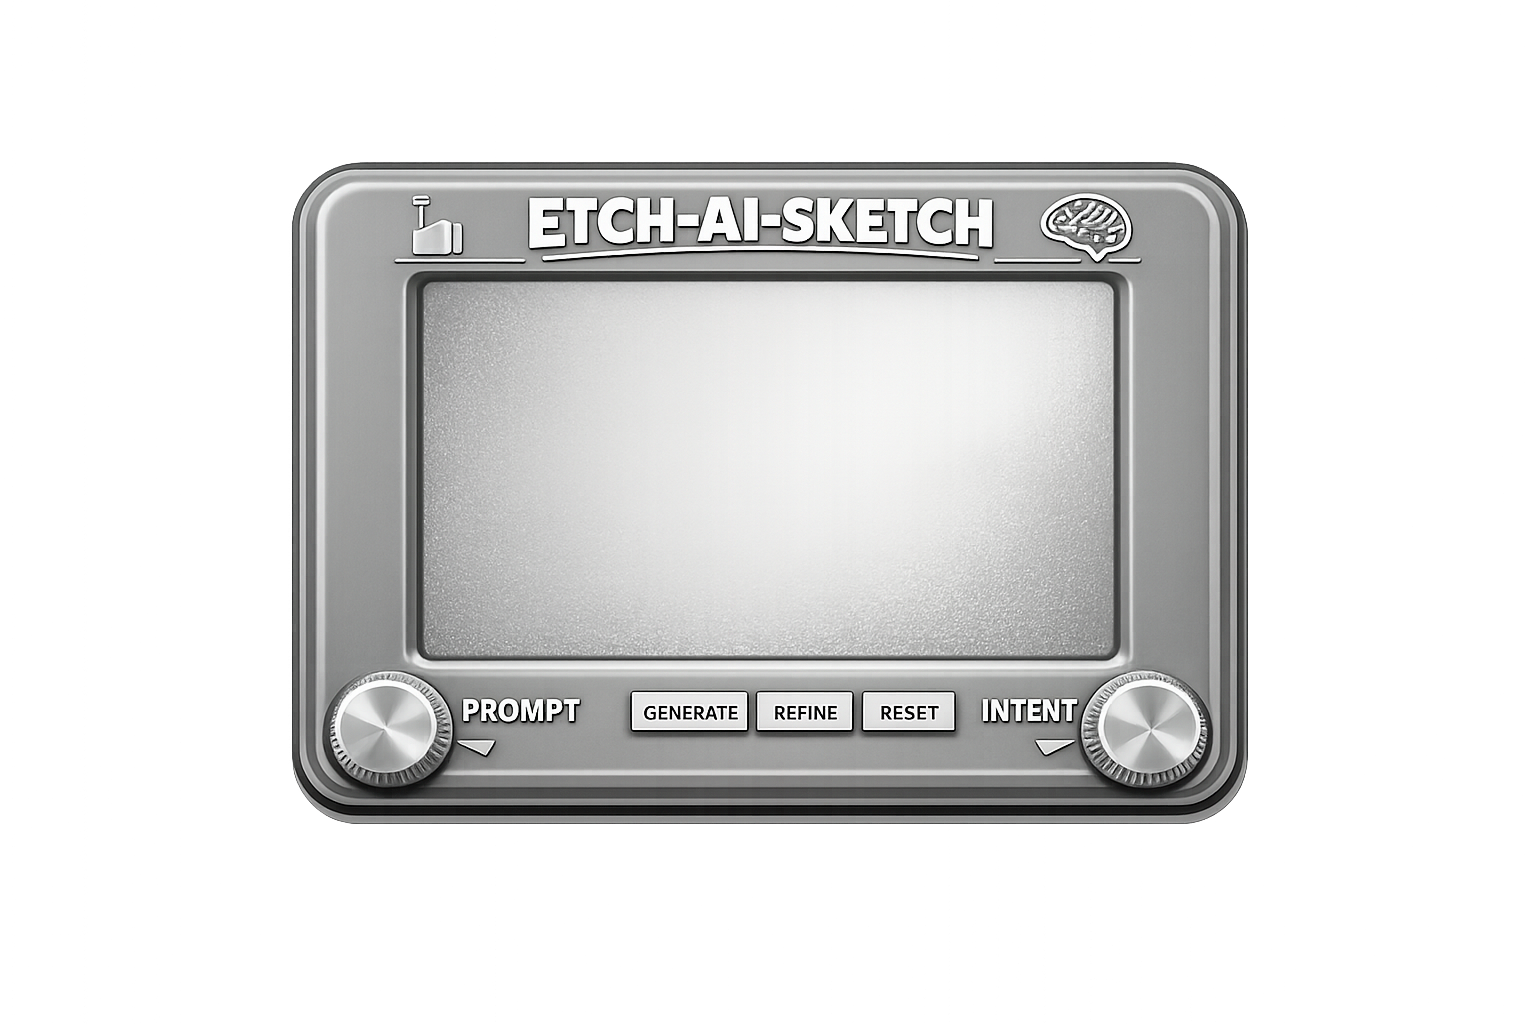 ETCH-AI-SKETCH
PROMPT
GENERATE
REFINE
RESET
INTENT